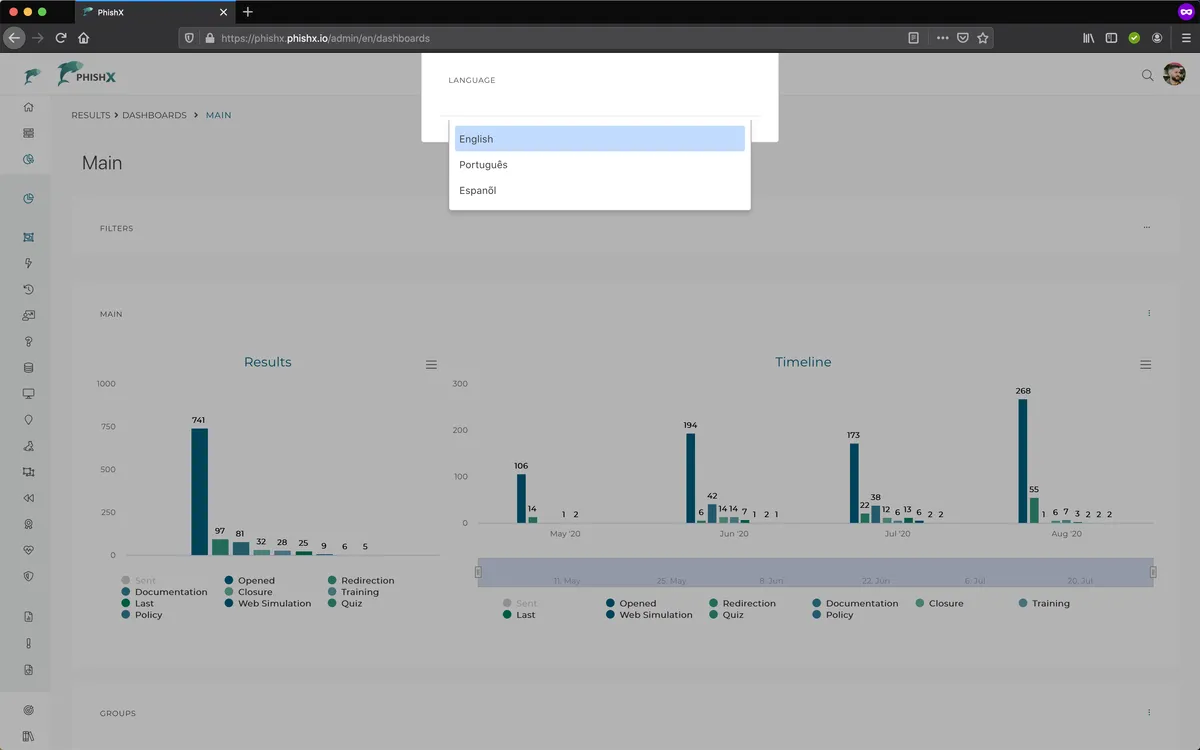 PhishX
https://phishx.phishx.io/admin/en/dashboards
PHISHX
LANGUAGE
English
Português
Espanõl
RESULTS > DASHBOARDS > MAIN
Main
FILTERS
MAIN
Results
1000
750
500
250
0
741
97
81
32
28
25
9
6
5
Sent
Opened
Redirection
Documentation
Closure
Training
Last
Web Simulation
Quiz
Policy
Timeline
300
200
100
0
106
14
1
2
194
6
42
14
14
7
1
2
1
173
22
38
12
6
13
6
2
2
268
55
1
6
7
3
2
2
2
May '20
Jun '20
Jul '20
Aug '20
11. May
25. May
8. Jun
22. Jun
6. Jul
20. Jul
Sent
Opened
Redirection
Documentation
Closure
Training
Last
Web Simulation
Quiz
Policy
GROUPS